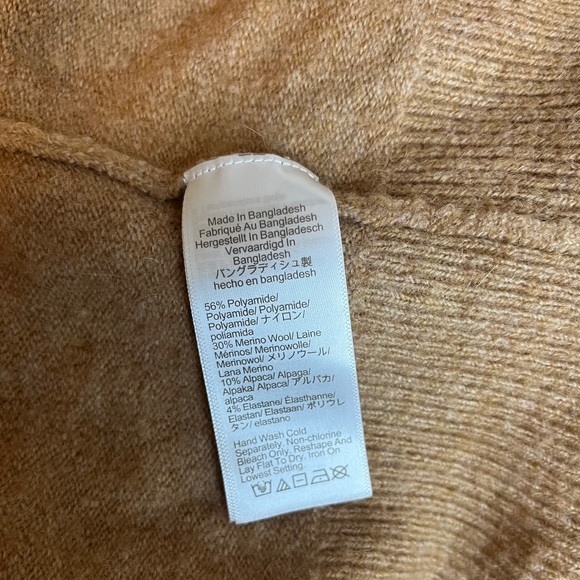 Made In Bangladesh
Fabriqué Au Bangladesh
Hergestellt In Bangladesch
Vervaardigd In
Bangladesh
バングラディシュ製
hecho en bangladesh
56% Polyamide/
Polyamide/ Polyamide/
Polyamide/ ナイロン/
poliamida
30% Merino Wool/ Laine
Mérinos/ Merinowolle/
Merinowol/ メリノウール/
Lana Merino
10% Alpaca/ Alpaga/
Alpaka/ Alpaca/ アルパカ/
alpaca
4% Elastane/ Élasthanne/
Elastan/ Elastaan/ ポリウレ
タン/ elastano
Hand Wash Cold
Separately, Non-chlorine
Bleach Only, Reshape And
Lay Flat To Dry, Iron On
Lowest Setting.